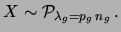 X ∼ 𝒫_{λ_g = p_g n_g} .